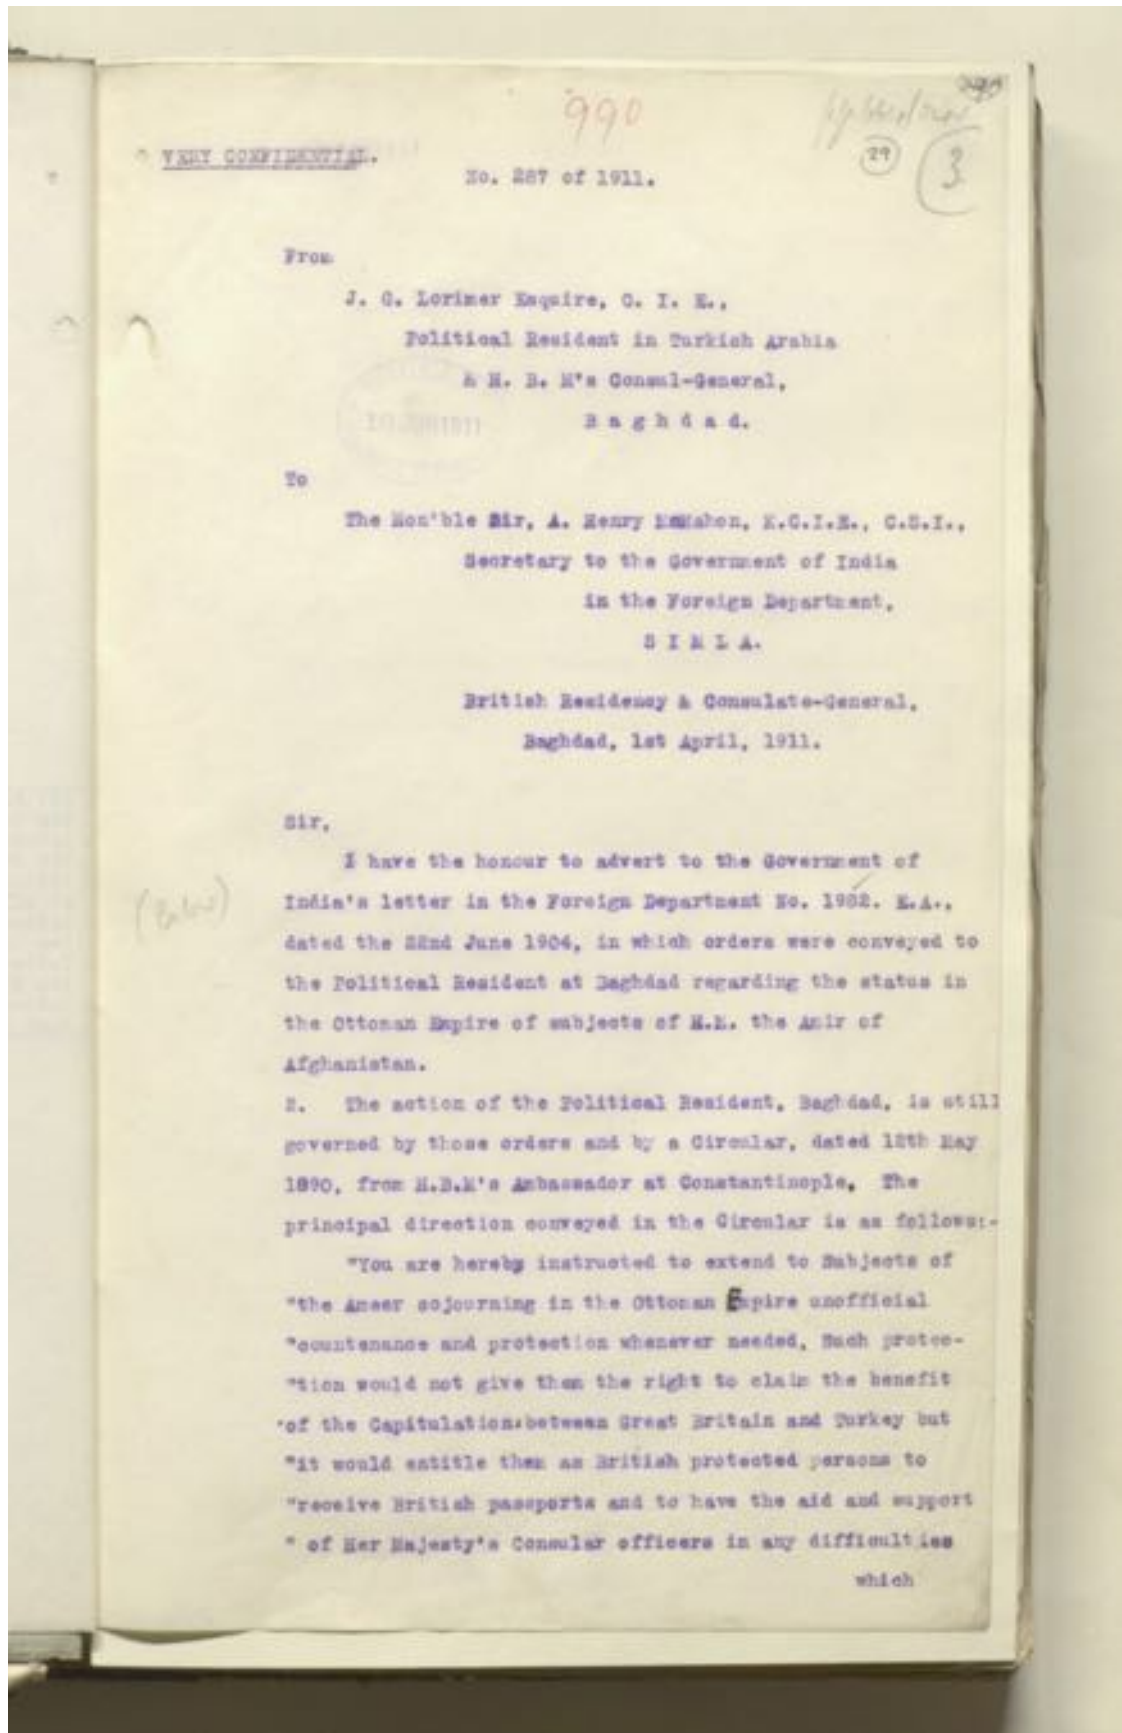 990
29
3
VERY CONFIDENTIAL.
No. 287 of 1911.
From
J. G. Lorimer Esquire, C. I. E.,
Political Resident in Turkish Arabia
& H. B. M's Consul-General,
B a g h d a d.
To
The Hon'ble Sir, A. Henry McMahon, K.C.I.E., C.S.I.,
Secretary to the Government of India
in the Foreign Department,
S I M L A.
British Residency & Consulate-General,
Baghdad, 1st April, 1911.
Sir,
I have the honour to advert to the Government of
(Below)
India's letter in the Foreign Department No. 1982. E.A.,
dated the 22nd June 1904, in which orders were conveyed to
the Political Resident at Baghdad regarding the status in
the Ottoman Empire of subjects of H.M. the Amir of
Afghanistan.
2. The action of the Political Resident, Baghdad, is still
governed by those orders and by a Circular, dated 12th May
1890, from H.B.M's Ambassador at Constantinople. The
principal direction conveyed in the Circular is as follows:-
"You are hereby instructed to extend to Subjects of
"the Ameer sojourning in the Ottoman Empire unofficial
"countenance and protection whenever needed. Such protec-
"tion would not give them the right to claim the benefit
"of the Capitulations between Great Britain and Turkey but
"it would entitle them as British protected persons to
"receive British passports and to have the aid and support
" of Her Majesty's Consular officers in any difficulties
which